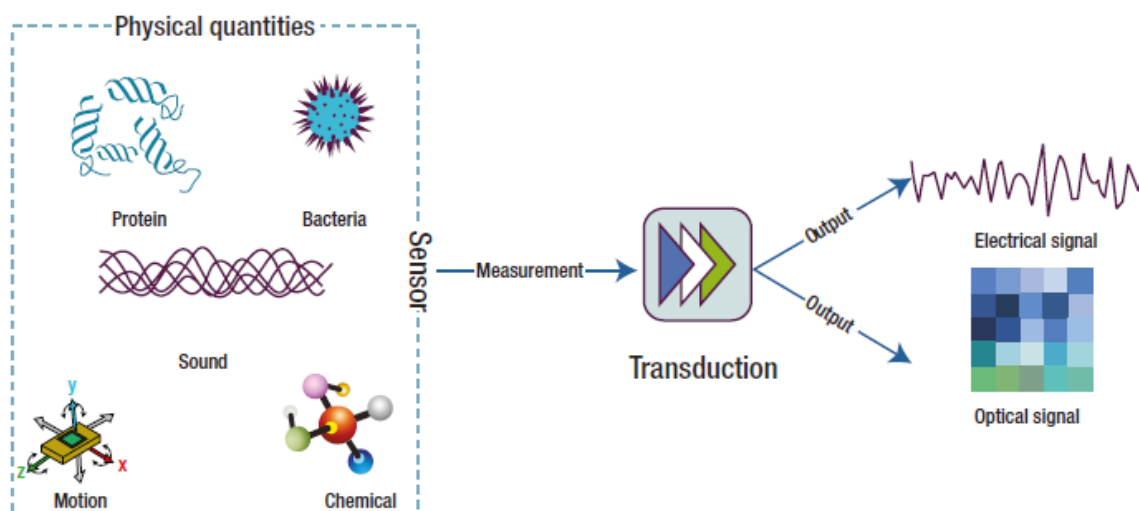 Physical quantities
Protein
Bacteria
Sound
y
z
x
Motion
Chemical
Sensor
Measurement
Transduction
Output
Output
Electrical signal
Optical signal